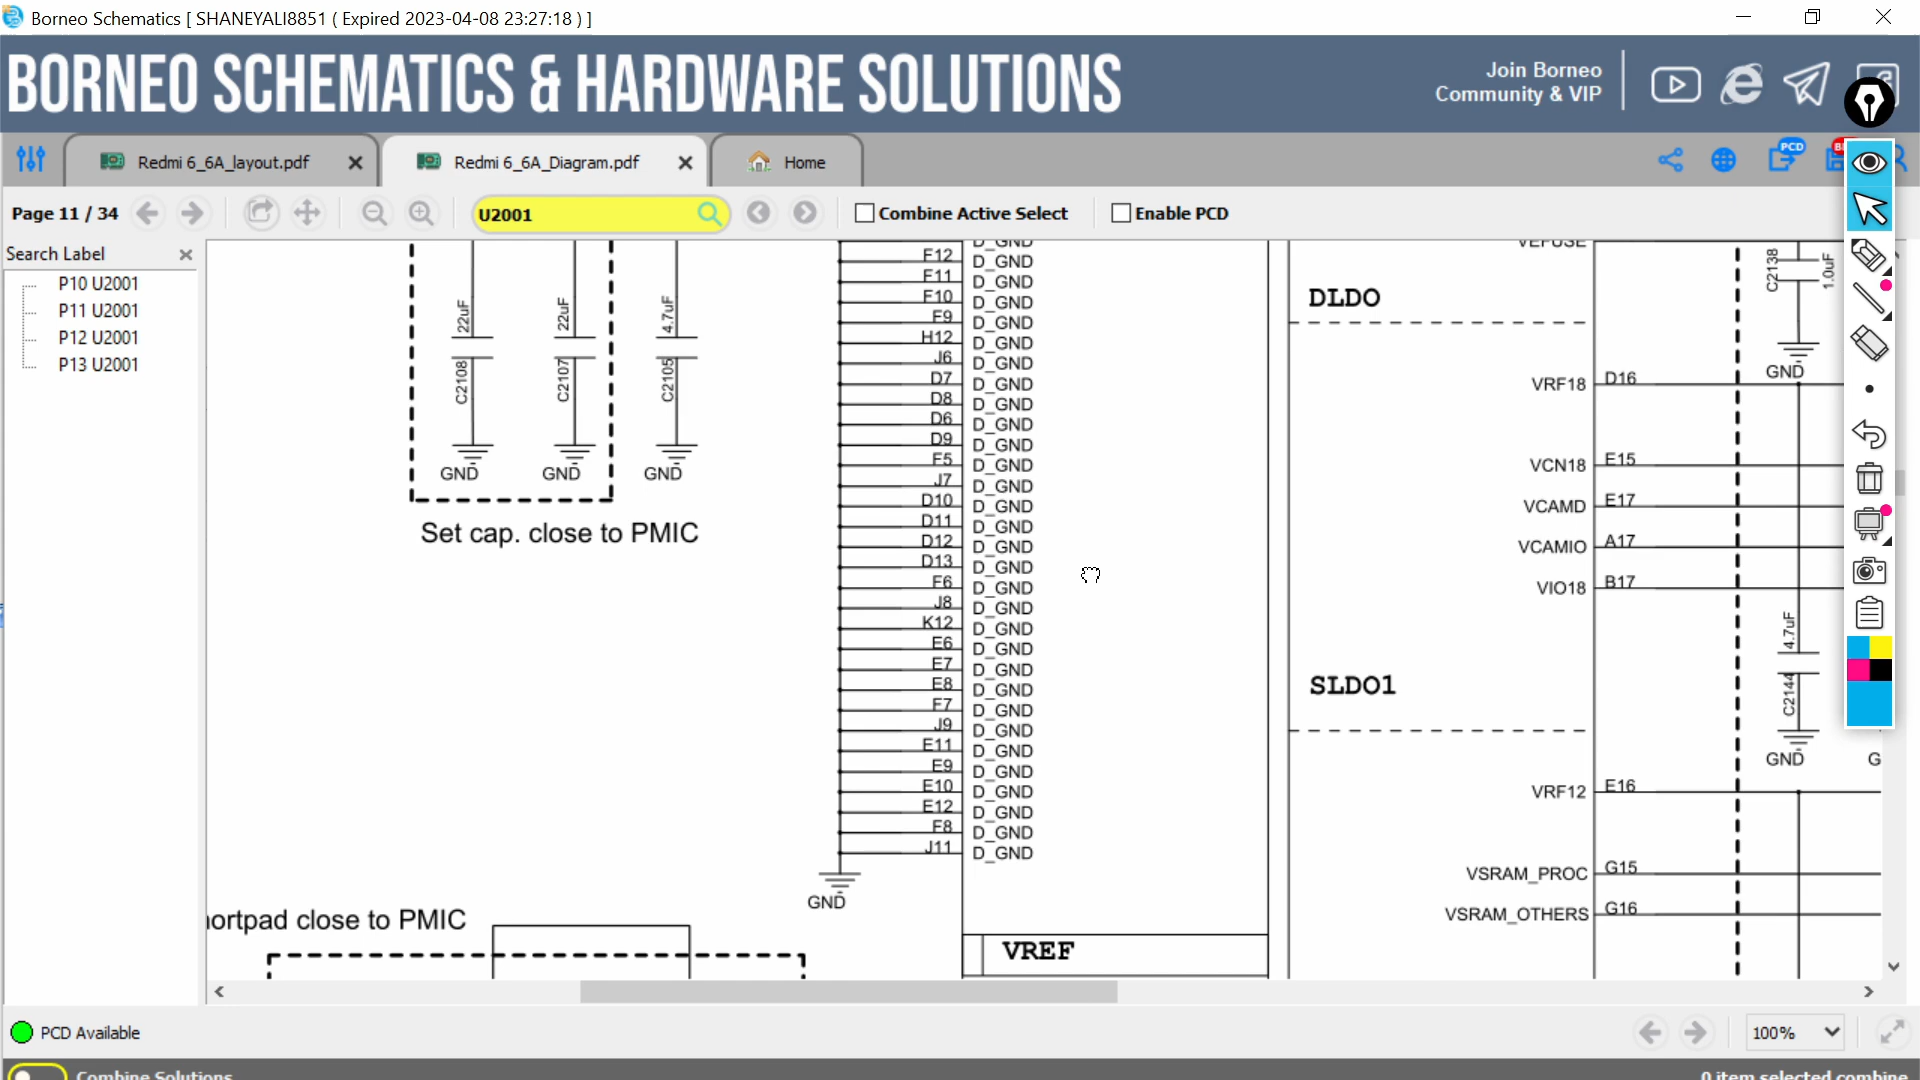 Borneo Schematics [ SHANEYALI8851 ( Expired 2023-04-08 23:27:18 ) ]
BORNEO SCHEMATICS & HARDWARE SOLUTIONS
Join Borneo
Community & VIP
Redmi 6_6A_layout.pdf
Redmi 6_6A_Diagram.pdf
Home
PCD
Page 11 / 34
U2001
Combine Active Select
Enable PCD
Search Label
P10 U2001
P11 U2001
P12 U2001
P13 U2001
22uF
C2108
GND
22uF
C2107
GND
4.7uF
C2105
GND
Set cap. close to PMIC
D_GND
F12 D_GND
F11 D_GND
F10 D_GND
F9 D_GND
H12 D_GND
J6 D_GND
D7 D_GND
D8 D_GND
D6 D_GND
D9 D_GND
F5 D_GND
J7 D_GND
D10 D_GND
D11 D_GND
D12 D_GND
D13 D_GND
F6 D_GND
J8 D_GND
K12 D_GND
E6 D_GND
E7 D_GND
E8 D_GND
F7 D_GND
J9 D_GND
E11 D_GND
E9 D_GND
E10 D_GND
E12 D_GND
F8 D_GND
J11 D_GND
GND
ortpad close to PMIC
VREF
VEFUSE
DLDO
VRF18 D16
VCN18 E15
VCAMD E17
VCAMIO A17
VIO18 B17
SLDO1
VRF12 E16
VSRAM_PROC G15
VSRAM_OTHERS G16
C2138
1.0uF
GND
4.7uF
C2144
GND
G
PCD Available
100%
Combine Solutions
0 item selected combine